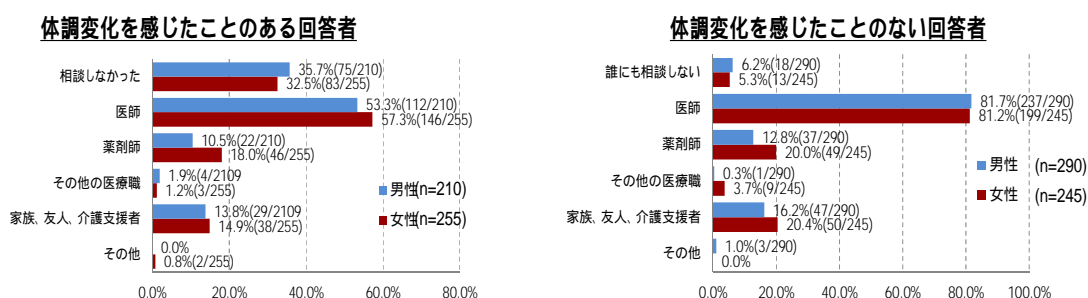 体調変化を感じたことのある回答者
相談しなかった
35.7%(75/210)
32.5%(83/255)
医師
53.3%(112/210)
57.3%(146/255)
薬剤師
10.5%(22/210)
18.0%(46/255)
その他の医療職
1.9%(4/2109
1.2%(3/255)
家族、友人、介護支援者
13.8%(29/2109
14.9%(38/255)
その他
0.0%
0.8%(2/255)
男性(n=210)
女性(n=255)
0.0% 20.0% 40.0% 60.0% 80.0%
体調変化を感じたことのない回答者
誰にも相談しない
6.2%(18/290)
5.3%(13/245)
医師
81.7%(237/290)
81.2%(199/245)
薬剤師
12.8%(37/290)
20.0%(49/245)
その他の医療職
0.3%(1/290)
3.7%(9/245)
家族、友人、介護支援者
16.2%(47/290)
20.4%(50/245)
その他
1.0%(3/290)
0.0%
男性 (n=290)
女性 (n=245)
0.0% 20.0% 40.0% 60.0% 80.0% 100.0%